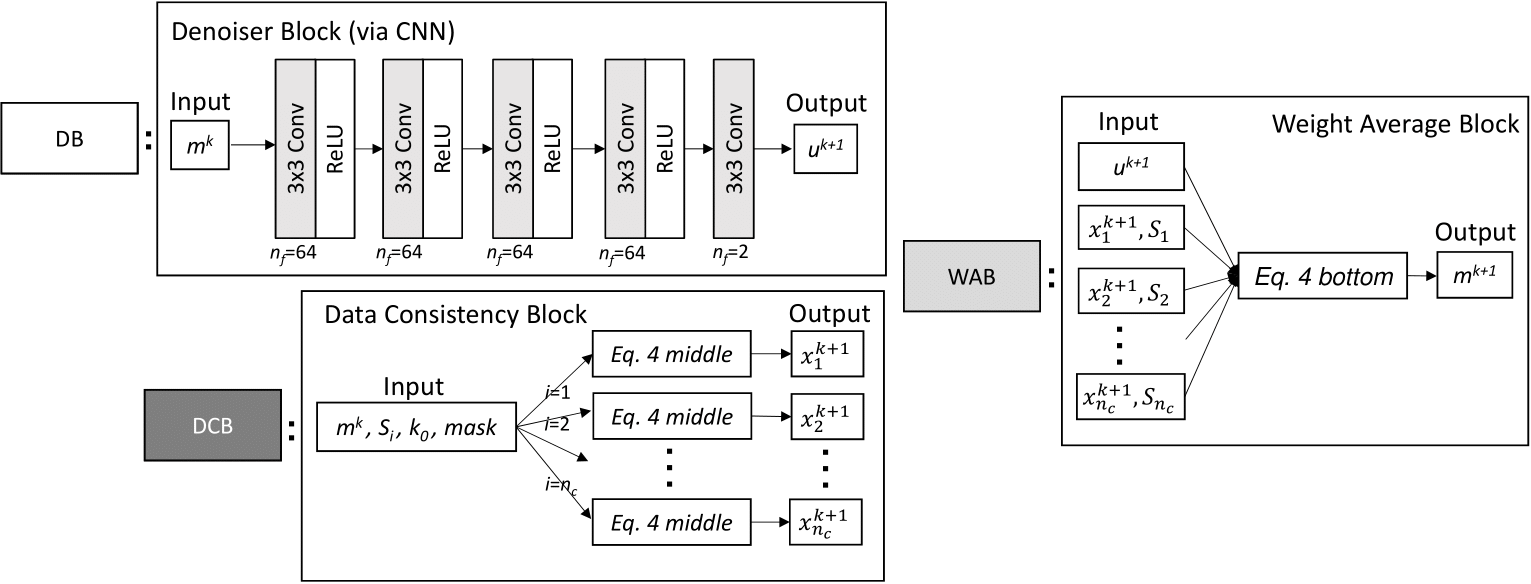 Denoiser Block (via CNN)
DB
:
Input
m^k
3x3 Conv
ReLU
3x3 Conv
ReLU
3x3 Conv
ReLU
3x3 Conv
ReLU
3x3 Conv
Output
u^{k+1}
n_f=64
n_f=64
n_f=64
n_f=64
n_f=2
DCB
:
Data Consistency Block
Input
m^k, S_i, k_0, mask
i=1
i=2
i=n_c
Eq. 4 middle
Eq. 4 middle
Eq. 4 middle
Output
x_1^{k+1}
x_2^{k+1}
x_{n_c}^{k+1}
WAB
:
Weight Average Block
Input
u^{k+1}
x_1^{k+1}, S_1
x_2^{k+1}, S_2
x_{n_c}^{k+1}, S_{n_c}
Eq. 4 bottom
Output
m^{k+1}